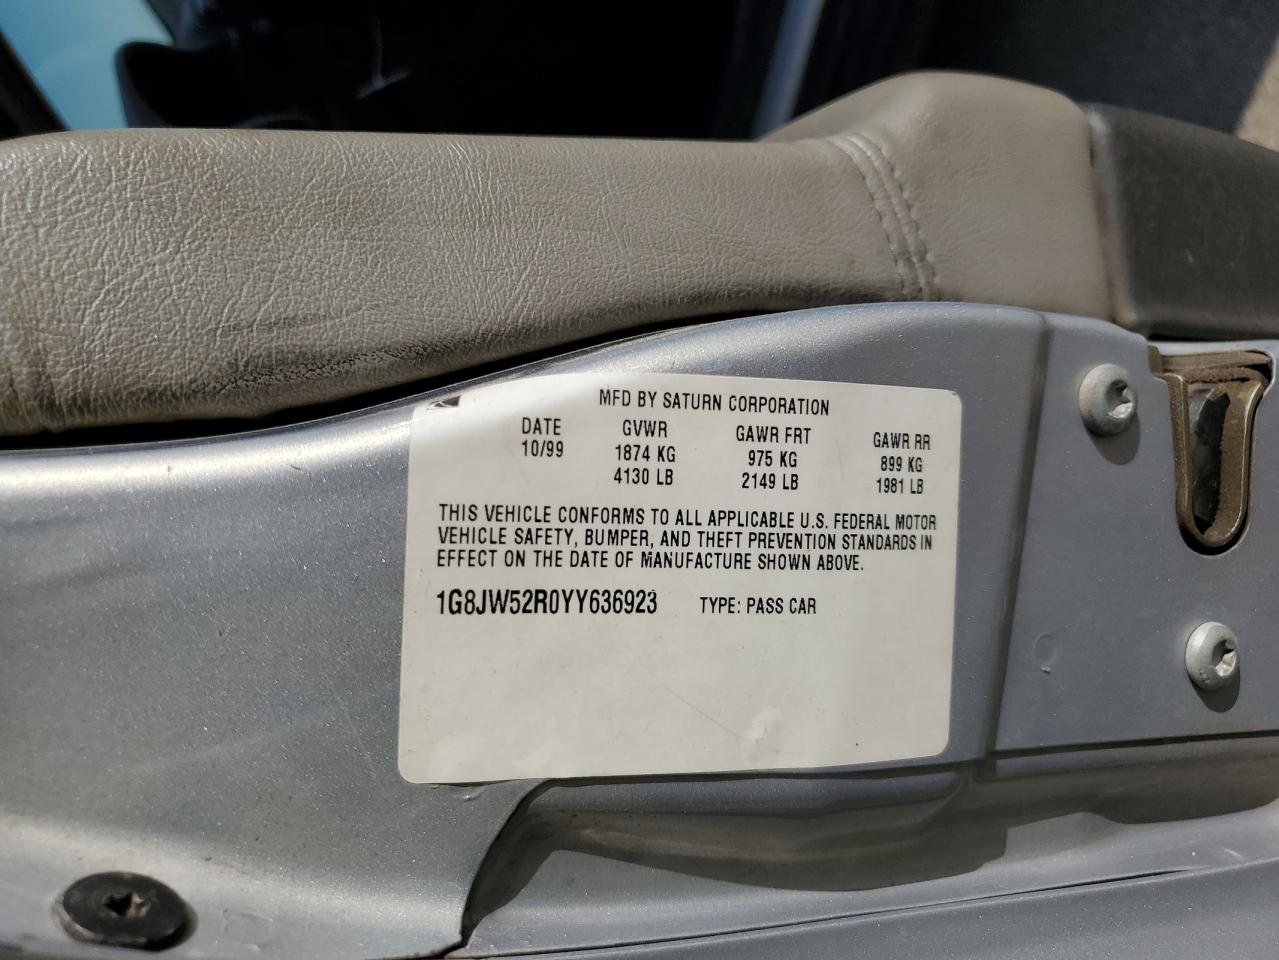 MFD BY SATURN CORPORATION
DATE GVWR GAWR FRT GAWR RR
10/99 1874 KG 975 KG 899 KG
4130 LB 2149 LB 1981 LB
THIS VEHICLE CONFORMS TO ALL APPLICABLE U.S. FEDERAL MOTOR
VEHICLE SAFETY, BUMPER, AND THEFT PREVENTION STANDARDS IN
EFFECT ON THE DATE OF MANUFACTURE SHOWN ABOVE.
1G8JW52R0YY636923 TYPE: PASS CAR